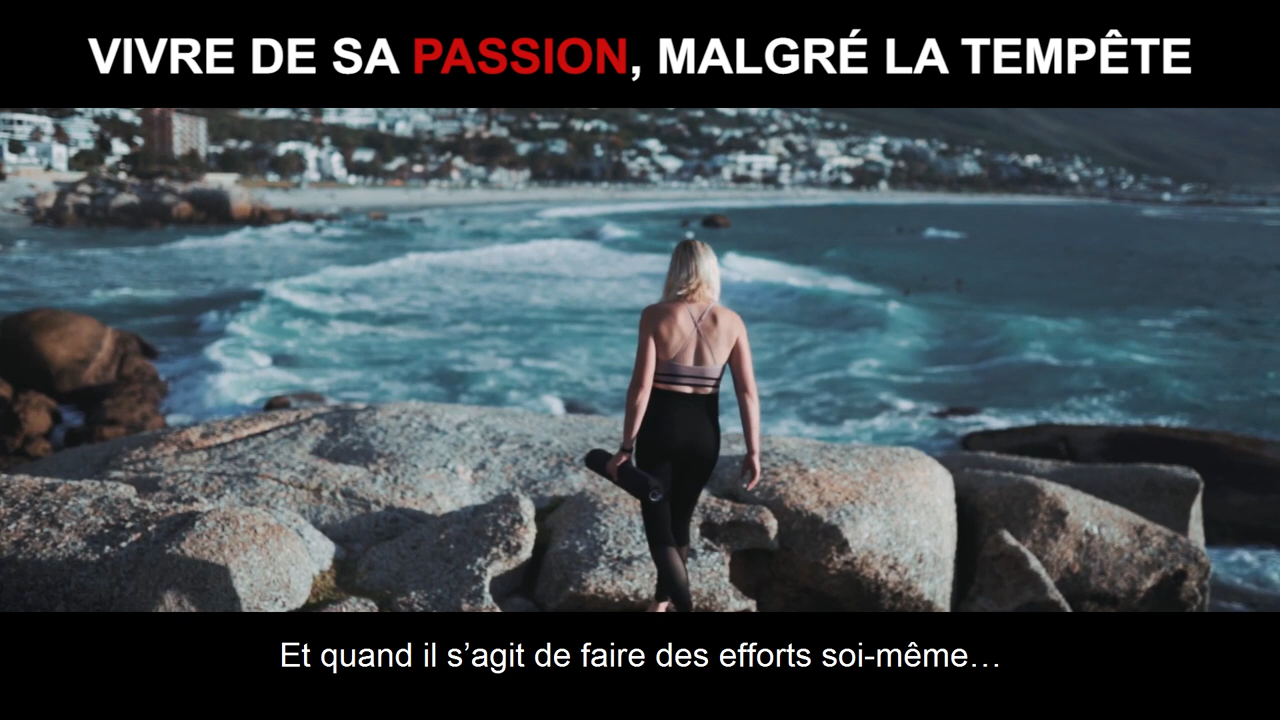 VIVRE DE SA PASSION, MALGRÉ LA TEMPÊTE
Et quand il s’agit de faire des efforts soi-même…